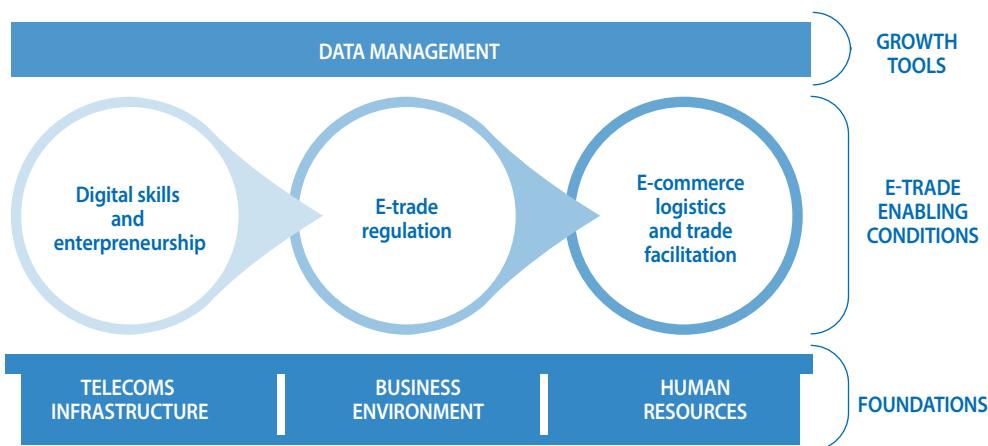 DATA MANAGEMENT
GROWTH
TOOLS
Digital skills
and
enterpreneurship
E-trade
regulation
E-commerce
logistics
and trade
facilitation
E-TRADE
ENABLING
CONDITIONS
TELECOMS
INFRASTRUCTURE
BUSINESS
ENVIRONMENT
HUMAN
RESOURCES
FOUNDATIONS